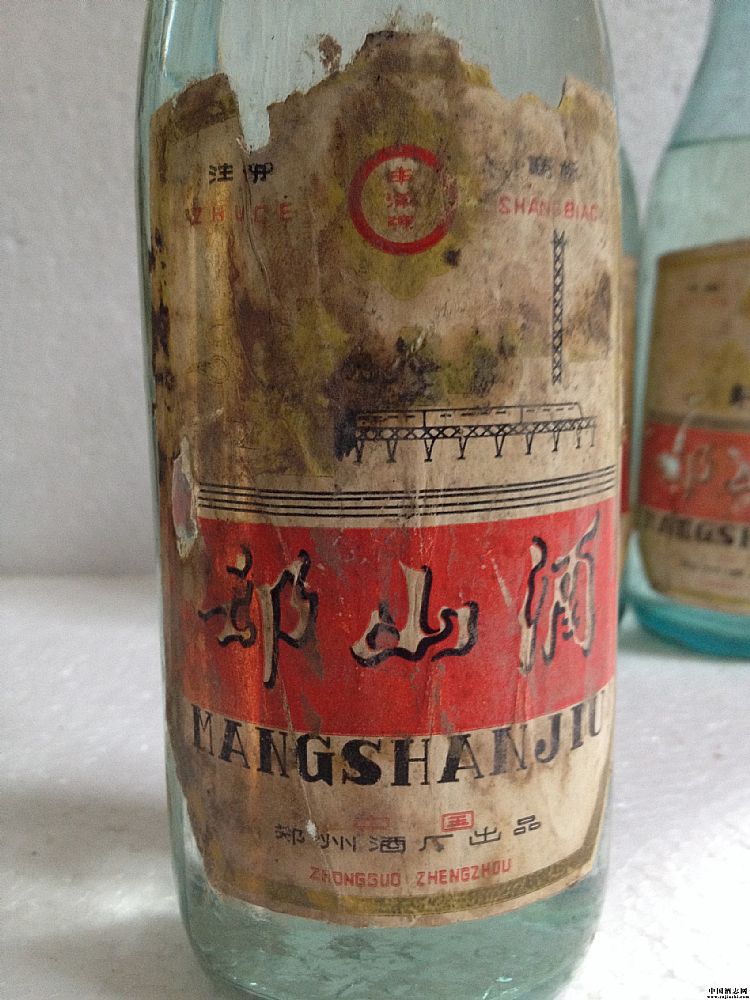 注册 商标
ZHUCE SHANGBIAO
邙山酒
MANGSHANJIU
中国
郑州酒厂出品
ZHONGGUO ZHENGZHOU
MANGSH
中国酒志网